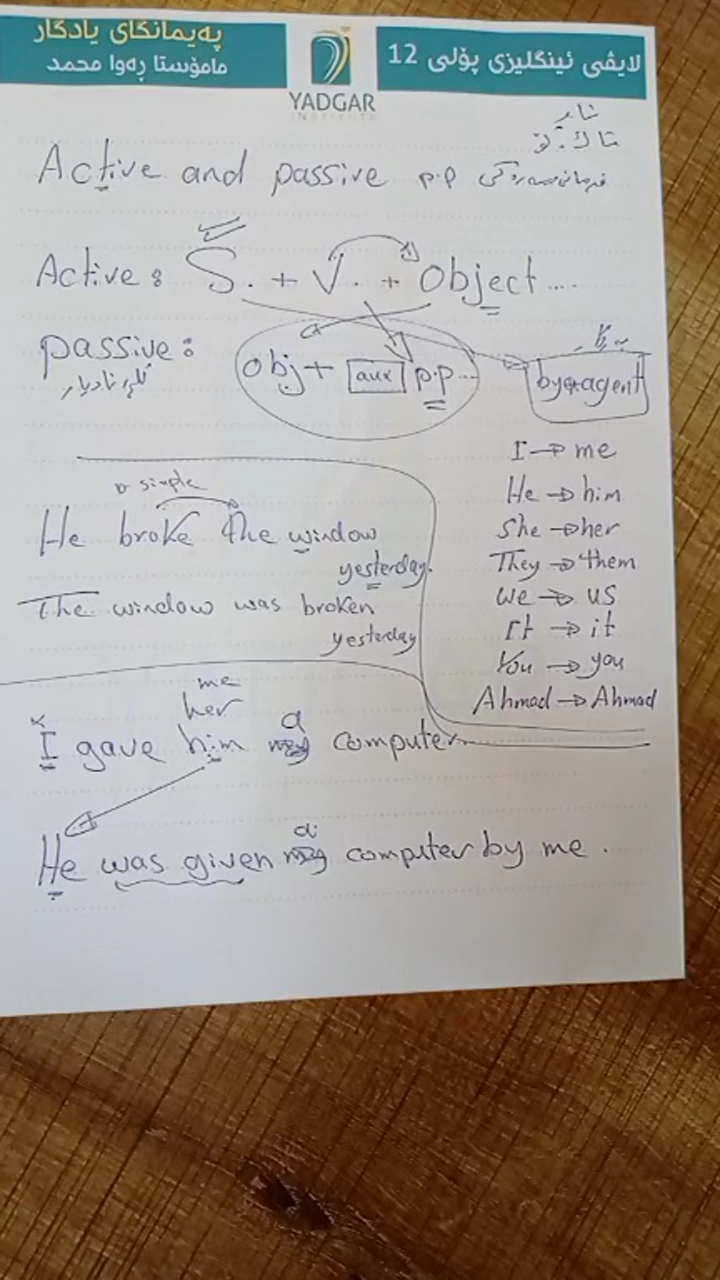 پەیمانگای یادگار
مامۆستا ڕەوا محمد
YADGAR
INSTITUTE
لایڤی ئینگلیزی پۆلی 12
Active and passive p.p
Active: S. + V. + Object....
passive:
obj + aux p.p...
by+agent
I → me
He → him
She → her
They → them
We → us
It → it
You → you
Ahmad → Ahmad
simple
He broke the window
yesterday.
The window was broken
yesterday
me
her
a
I gave him computer
a
He was given computer by me.